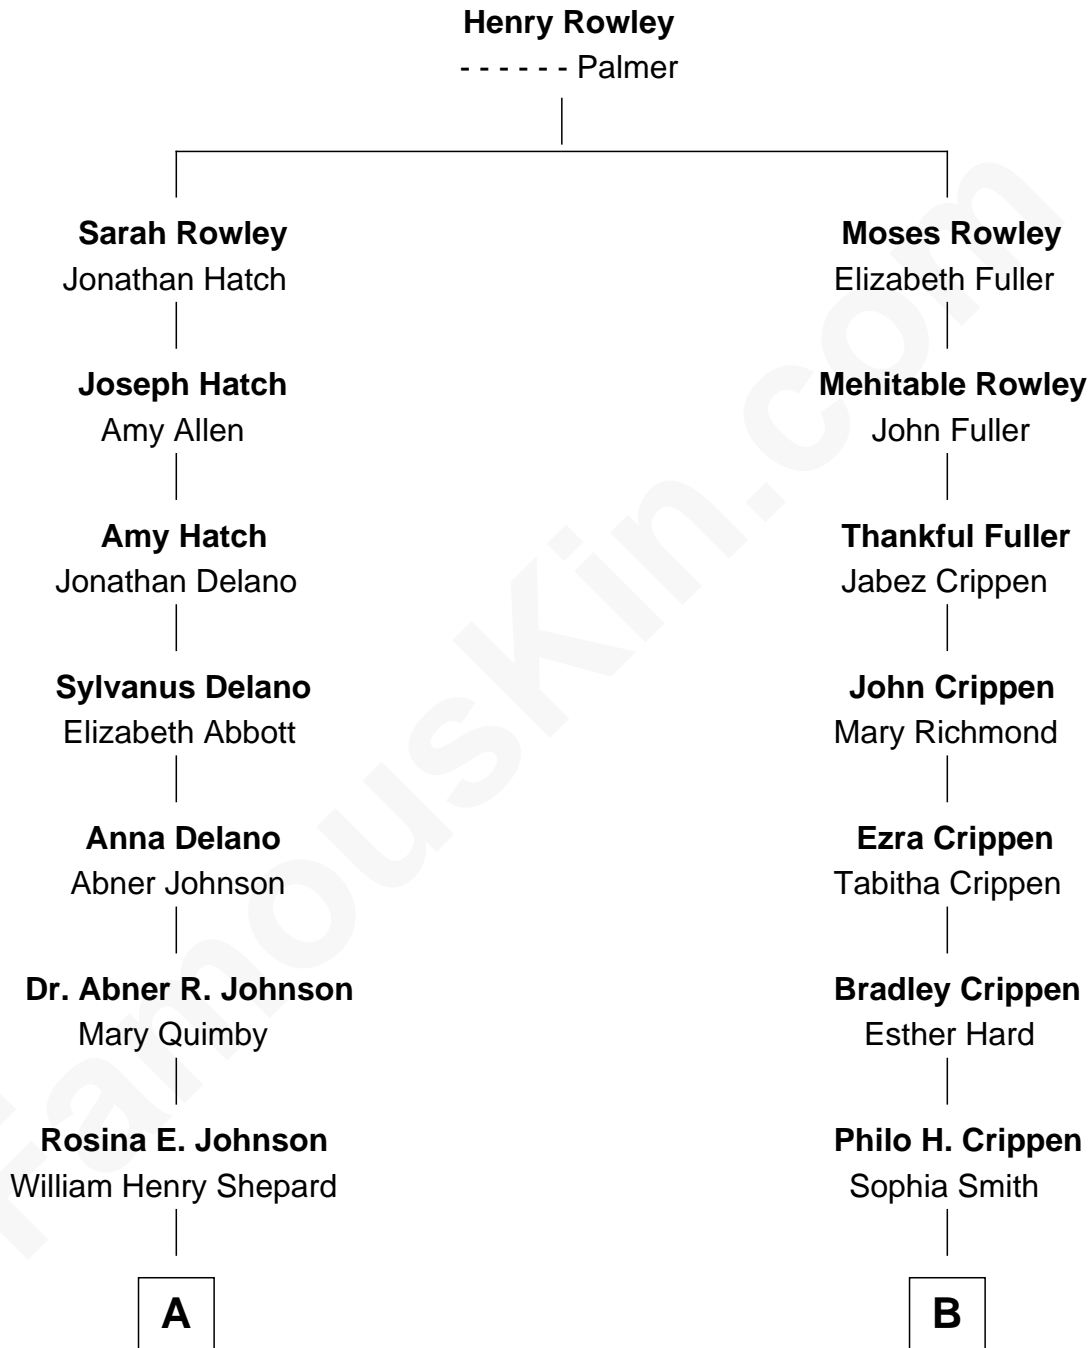 Henry Rowley
- - - - - - Palmer
Sarah Rowley
Jonathan Hatch
Moses Rowley
Elizabeth Fuller
Joseph Hatch
Amy Allen
Mehitable Rowley
John Fuller
Amy Hatch
Jonathan Delano
Thankful Fuller
Jabez Crippen
Sylvanus Delano
Elizabeth Abbott
John Crippen
Mary Richmond
Anna Delano
Abner Johnson
Ezra Crippen
Tabitha Crippen
Dr. Abner R. Johnson
Mary Quimby
Bradley Crippen
Esther Hard
Rosina E. Johnson
William Henry Shepard
Philo H. Crippen
Sophia Smith
A
B
FamousKin.com